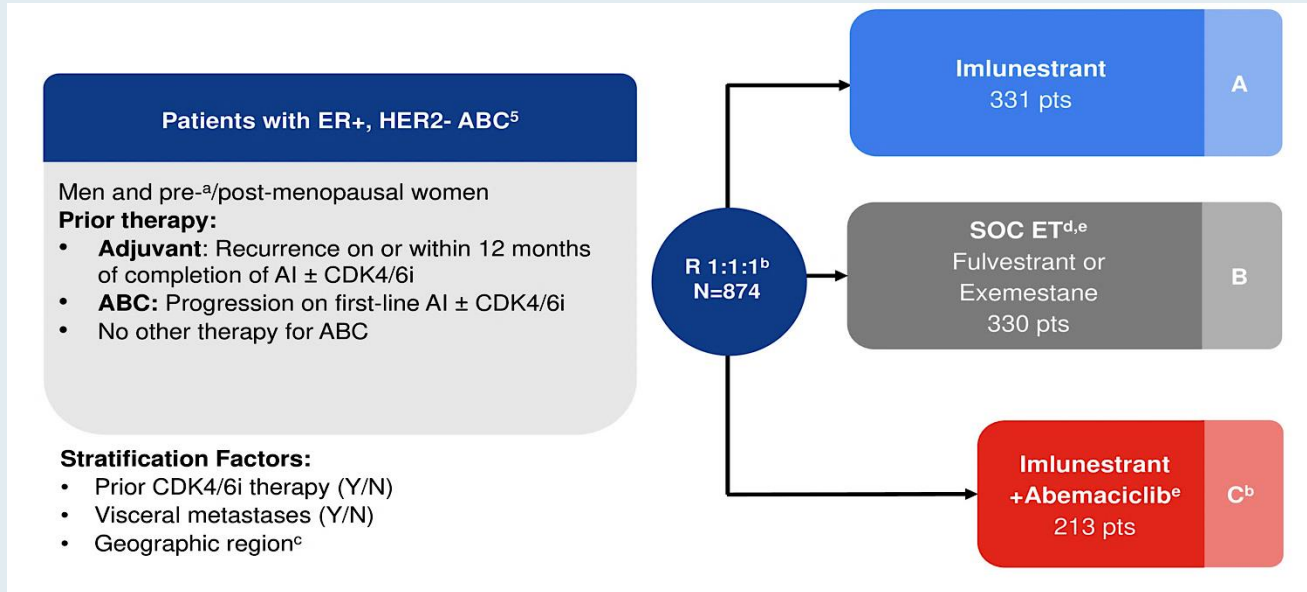 Patients with ER+, HER2- ABC⁵
Men and pre-ᵃ/post-menopausal women
Prior therapy:
• Adjuvant: Recurrence on or within 12 months
of completion of AI ± CDK4/6i
• ABC: Progression on first-line AI ± CDK4/6i
• No other therapy for ABC
Stratification Factors:
• Prior CDK4/6i therapy (Y/N)
• Visceral metastases (Y/N)
• Geographic regionᶜ
R 1:1:1ᵇ
N=874
Imlunestrant
331 pts
A
SOC ETᵈ,ᵉ
Fulvestrant or
Exemestane
330 pts
B
Imlunestrant
+Abemaciclibᵉ
213 pts
Cᵇ